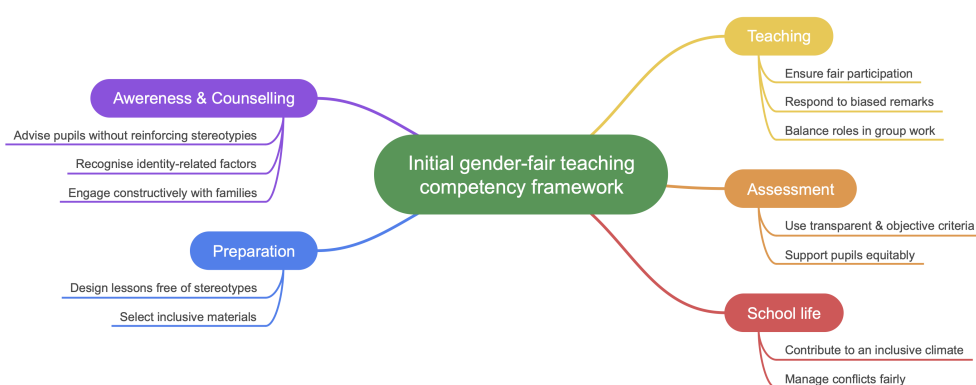 Initial gender-fair teaching
competency framework
Awereness & Counselling
Advise pupils without reinforcing stereotypies
Recognise identity-related factors
Engage constructively with families
Preparation
Design lessons free of stereotypes
Select inclusive materials
Teaching
Ensure fair participation
Respond to biased remarks
Balance roles in group work
Assessment
Use transparent & objective criteria
Support pupils equitably
School life
Contribute to an inclusive climate
Manage conflicts fairly